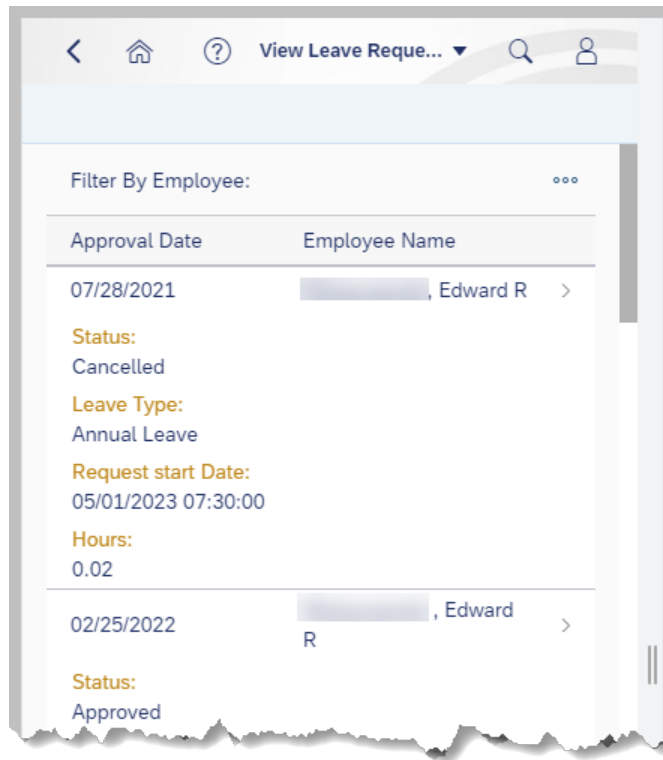 View Leave Reque...
Filter By Employee:
Approval Date Employee Name
07/28/2021 , Edward R
Status:
Cancelled
Leave Type:
Annual Leave
Request start Date:
05/01/2023 07:30:00
Hours:
0.02
02/25/2022 , Edward
R
Status:
Approved